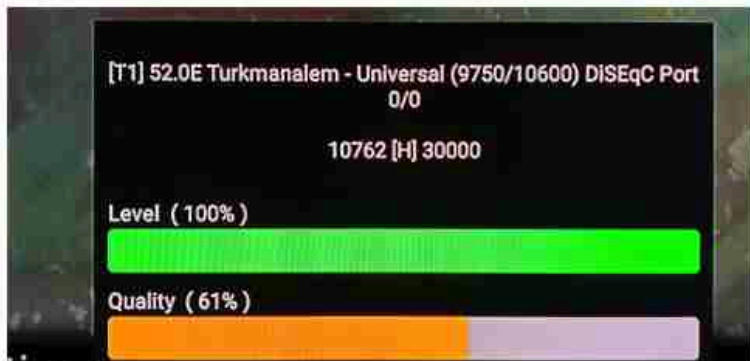 [T1] 52.0E Turkmanalem - Universal (9750/10600) DiSEqC Port
0/0
10762 [H] 30000
Level ( 100% )
Quality ( 61% )